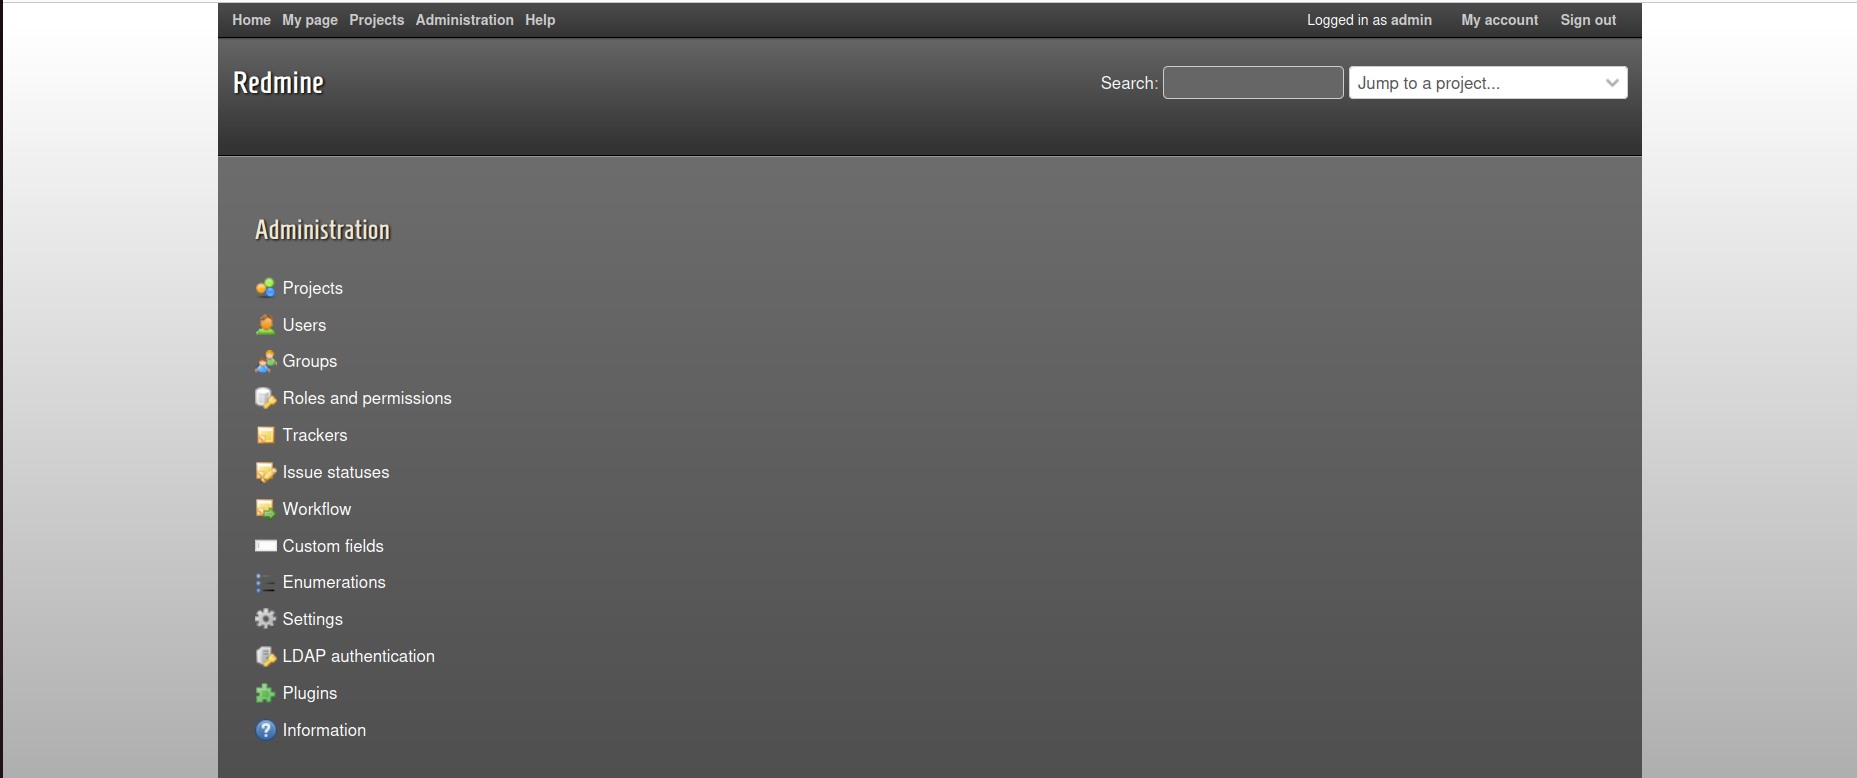 Home My page Projects Administration Help Logged in as admin My account Sign out
Redmine Search: Jump to a project...
Administration
Projects
Users
Groups
Roles and permissions
Trackers
Issue statuses
Workflow
Custom fields
Enumerations
Settings
LDAP authentication
Plugins
Information